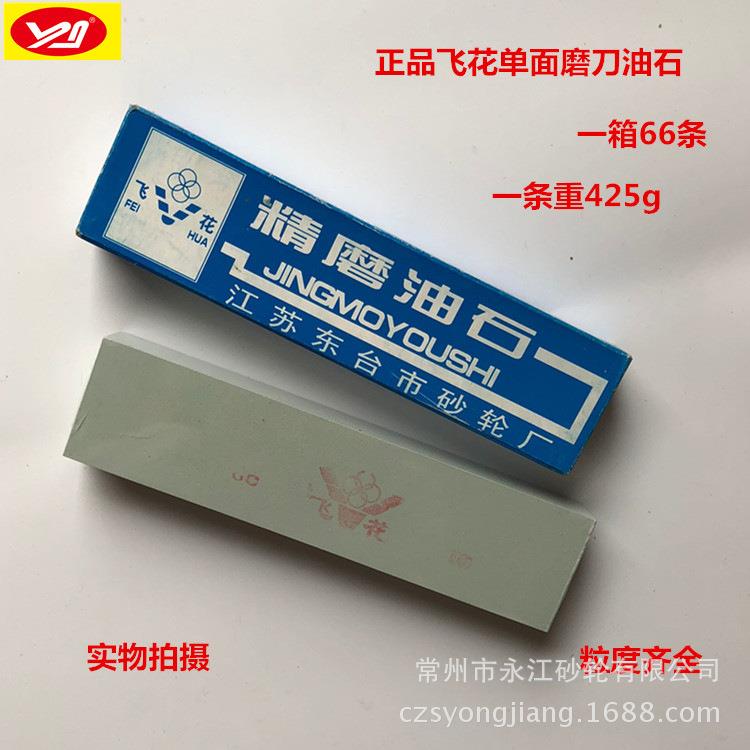 正品飞花单面磨刀油石
一箱66条
一条重425g
飞花
FEI
HUA
精磨油石
JINGMOYOUSHI
江苏东台市砂轮厂
飞花
实物拍摄
粒度齐全
常州市永江砂轮有限公司
czsyongjiang.1688.com